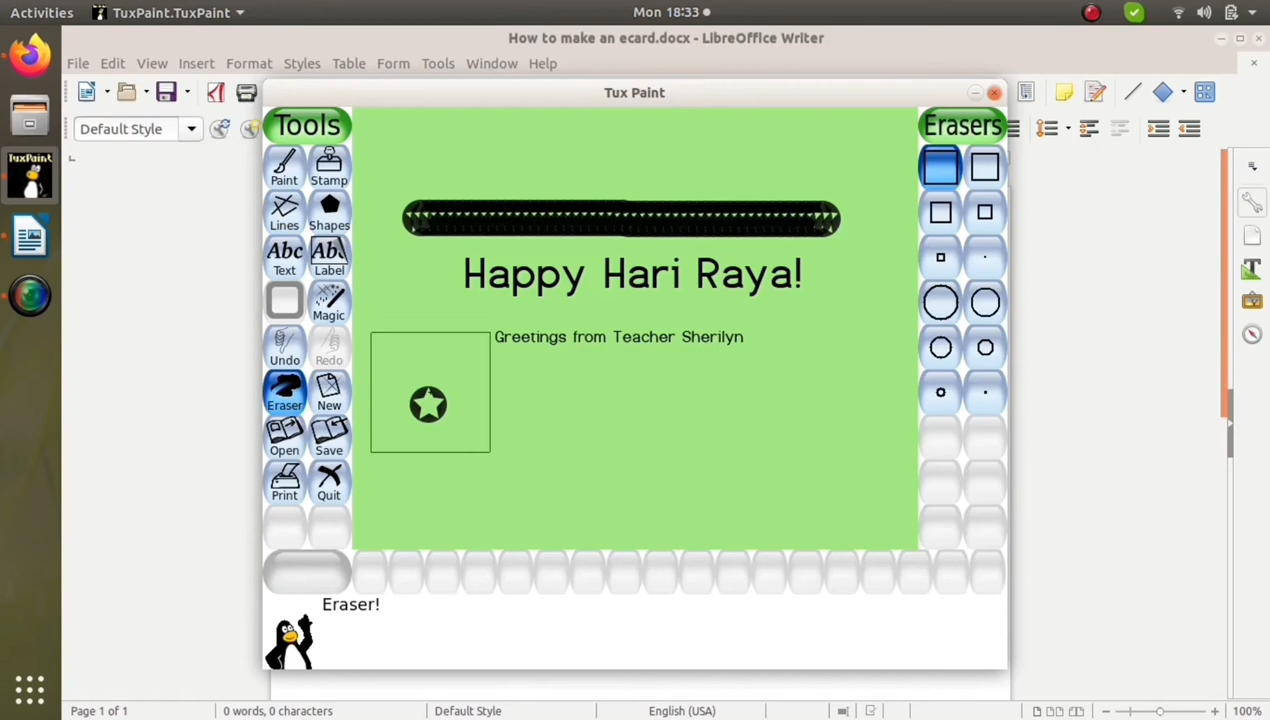 Activities TuxPaint.TuxPaint Mon 18:33
How to make an ecard.docx - LibreOffice Writer
File Edit View Insert Format Styles Table Form Tools Window Help
Default Style
Tux Paint
TUXPAINT
Tools
Paint Stamp
Lines Shapes
Abc Abc
Text Label
Magic
Undo Redo
Eraser New
Open Save
Print Quit
Erasers
Happy Hari Raya!
Greetings from Teacher Sherilyn
Eraser!
Page 1 of 1 0 words, 0 characters Default Style English (USA) 100%